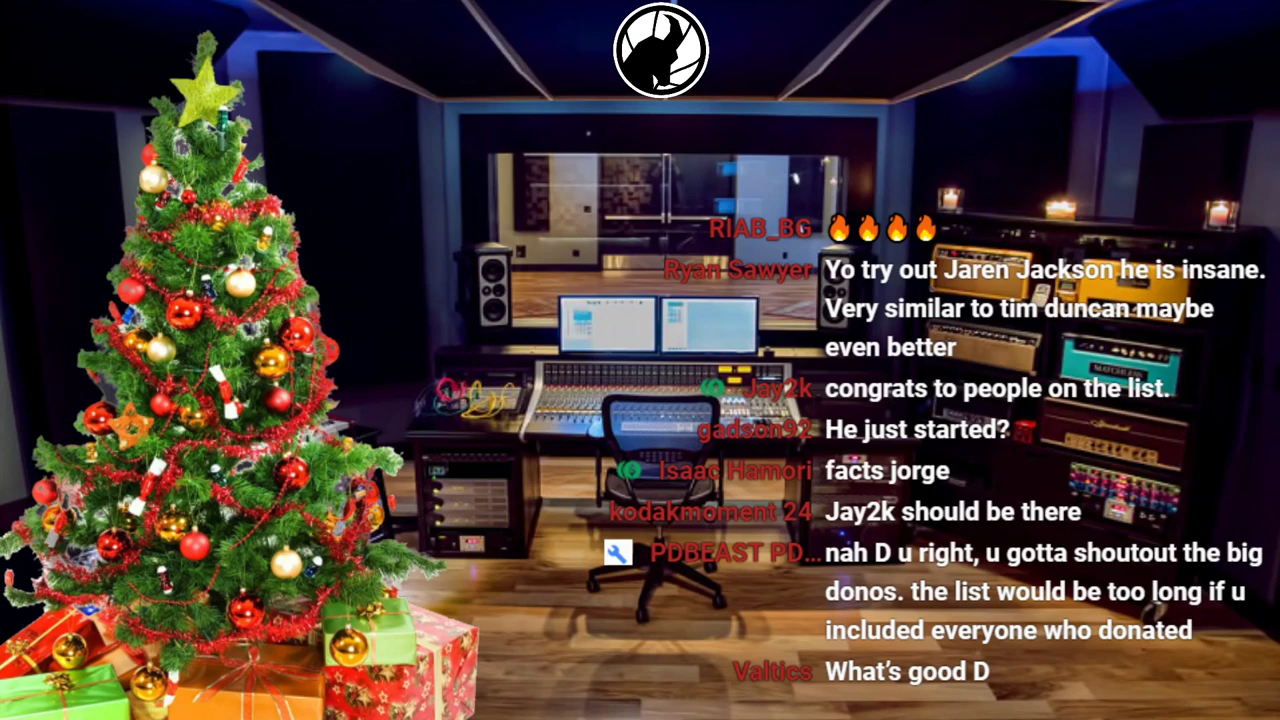 RIAB_BG 🔥🔥🔥🔥
Ryan Sawyer Yo try out Jaren Jackson he is insane.
Very similar to tim duncan maybe
even better
Jay2k congrats to people on the list.
gadson92 He just started?
Isaac Hamori facts jorge
kodakmoment 24 Jay2k should be there
PDBEAST PD... nah D u right, u gotta shoutout the big
donos. the list would be too long if u
included everyone who donated
Valtics What's good D
MATCHLESS